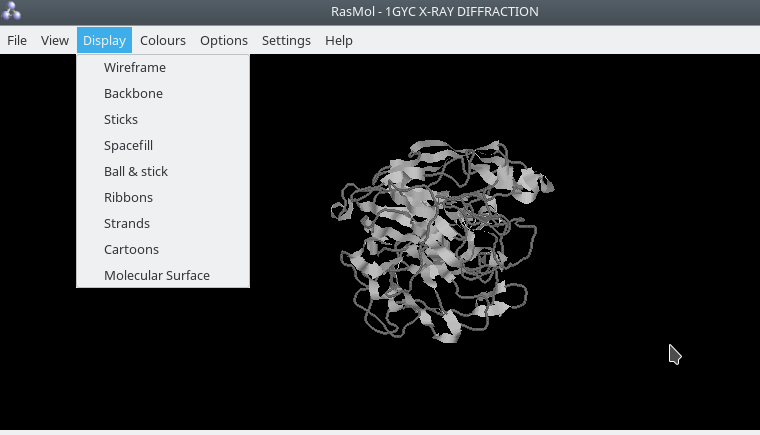 RasMol - 1GYC X-RAY DIFFRACTION
File View Display Colours Options Settings Help
Wireframe
Backbone
Sticks
Spacefill
Ball & stick
Ribbons
Strands
Cartoons
Molecular Surface